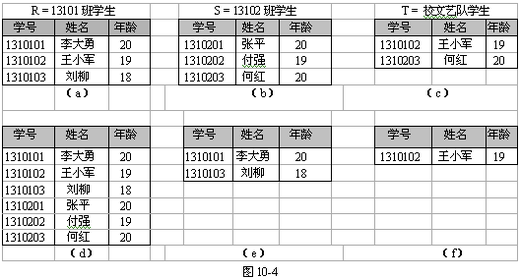 R = 13101 班学生 S = 13102 班学生 T = 校文艺队学生
学号 姓名 年龄 学号 姓名 年龄 学号 姓名 年龄
1310101 李大勇 20 1310201 张平 20 1310102 王小军 19
1310102 王小军 19 1310202 付强 19 1310203 何红 20
1310103 刘柳 18 1310203 何红 20
(a) (b) (c)
学号 姓名 年龄 学号 姓名 年龄 学号 姓名 年龄
1310101 李大勇 20 1310101 李大勇 20 1310102 王小军 19
1310102 王小军 19 1310103 刘柳 18
1310103 刘柳 18
1310201 张平 20
1310202 付强 19
1310203 何红 20
(d) (e) (f)
图 10-4